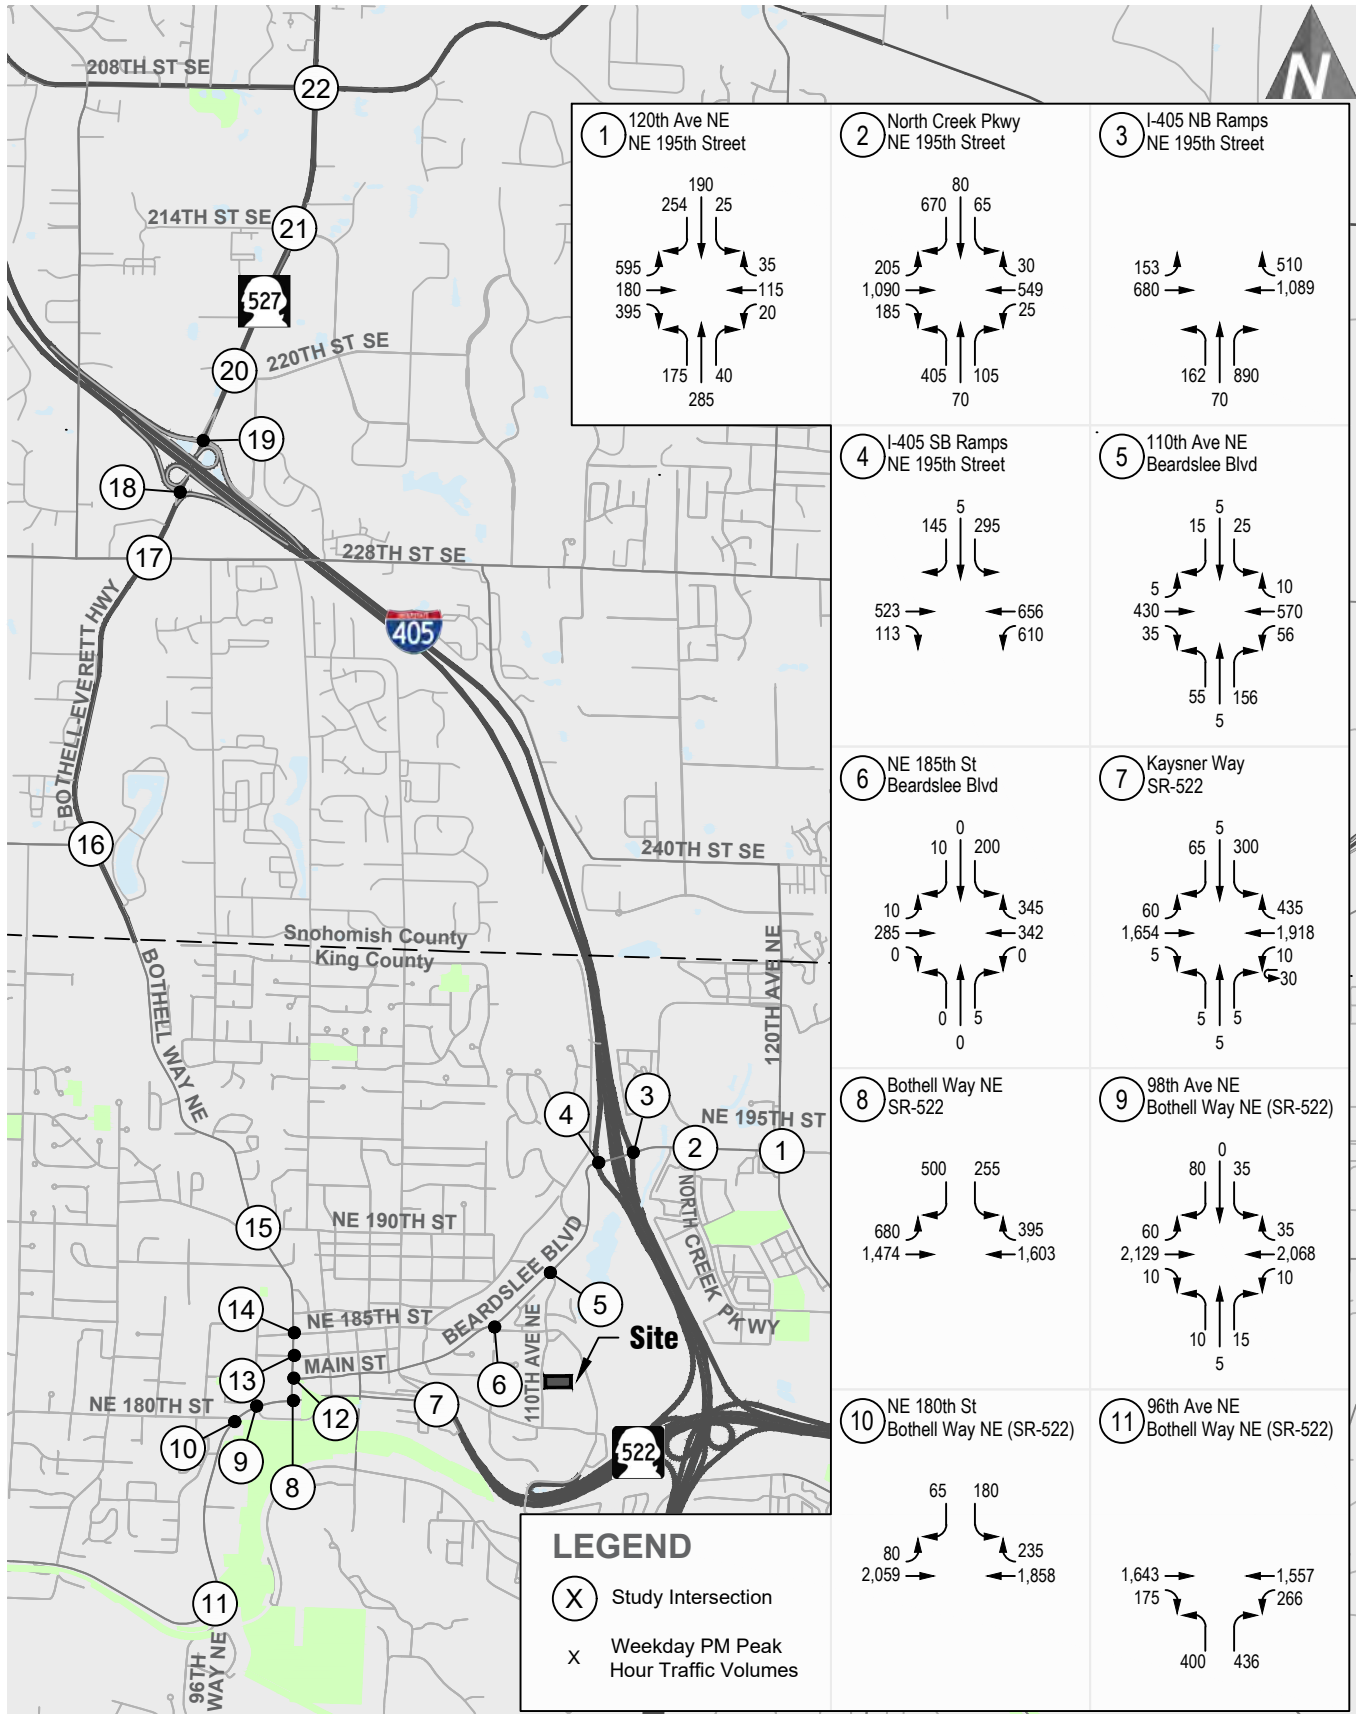 208TH ST SE
22
N
214TH ST SE
21
527
20
220TH ST SE
19
18
17
228TH ST SE
BOTHELL-EVERETT HWY
405
16
240TH ST SE
Snohomish County
King County
BOTHELL WAY NE
120TH AVE NE
3
4
NE 195TH ST
2
1
NORTH CREEK PKWY
15
NE 190TH ST
BEARDSLEE BLVD
5
14
NE 185TH ST
Site
MAIN ST
13
6
110TH AVE NE
NE 180TH ST
7
12
10
9
8
522
11
96TH
WAY NE
1
120th Ave NE
NE 195th Street
190
254 25
595 35
180 115
395 20
175 40
285
2
North Creek Pkwy
NE 195th Street
80
670 65
205 30
1,090 549
185 25
405 105
70
3
I-405 NB Ramps
NE 195th Street
153 510
680 1,089
162 890
70
4
I-405 SB Ramps
NE 195th Street
5
145 295
523 656
113 610
5
110th Ave NE
Beardslee Blvd
5
15 25
5 10
430 570
35 56
55 156
5
6
NE 185th St
Beardslee Blvd
0
10 200
10 345
285 342
0 0
0 5
0
7
Kaysner Way
SR-522
5
65 300
60 435
1,654 1,918
5 10
30
5 5
5
8
Bothell Way NE
SR-522
500 255
680 395
1,474 1,603
9
98th Ave NE
Bothell Way NE (SR-522)
0
80 35
60 35
2,129 2,068
10 10
10 15
5
10
NE 180th St
Bothell Way NE (SR-522)
65 180
80 235
2,059 1,858
11
96th Ave NE
Bothell Way NE (SR-522)
1,643 1,557
175 266
400 436
LEGEND
X Study Intersection
X Weekday PM Peak
Hour Traffic Volumes